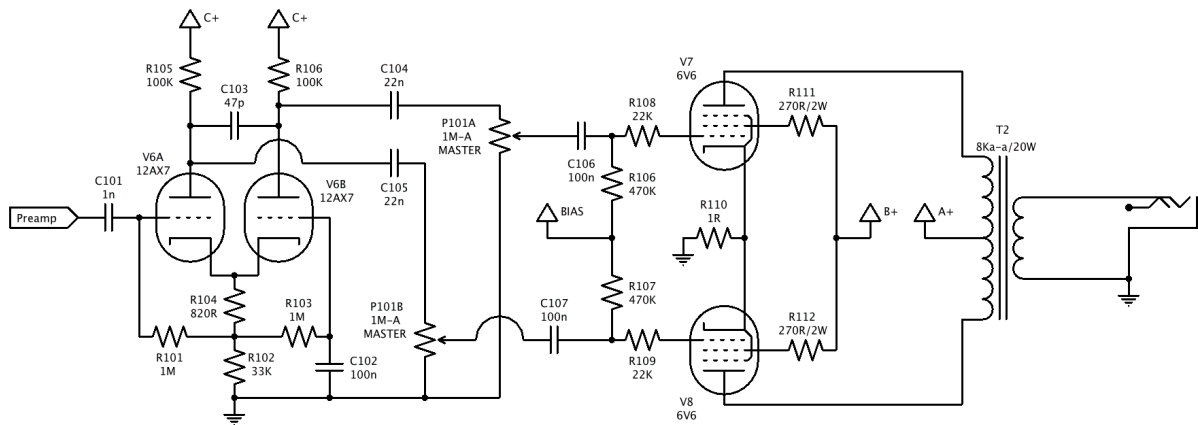 C+
C+
R105
100K
R106
100K
C103
47p
C104
22n
V7
6V6
P101A
1M-A
MASTER
R108
22K
R111
270R/2W
T2
8Ka-a/20W
V6A
12AX7
V6B
12AX7
C101
1n
C105
22n
C106
100n
R106
470K
Preamp
BIAS
R110
1R
B+
A+
R104
820R
R103
1M
P101B
1M-A
MASTER
C107
100n
R107
470K
R112
270R/2W
R101
1M
R102
33K
C102
100n
R109
22K
V8
6V6